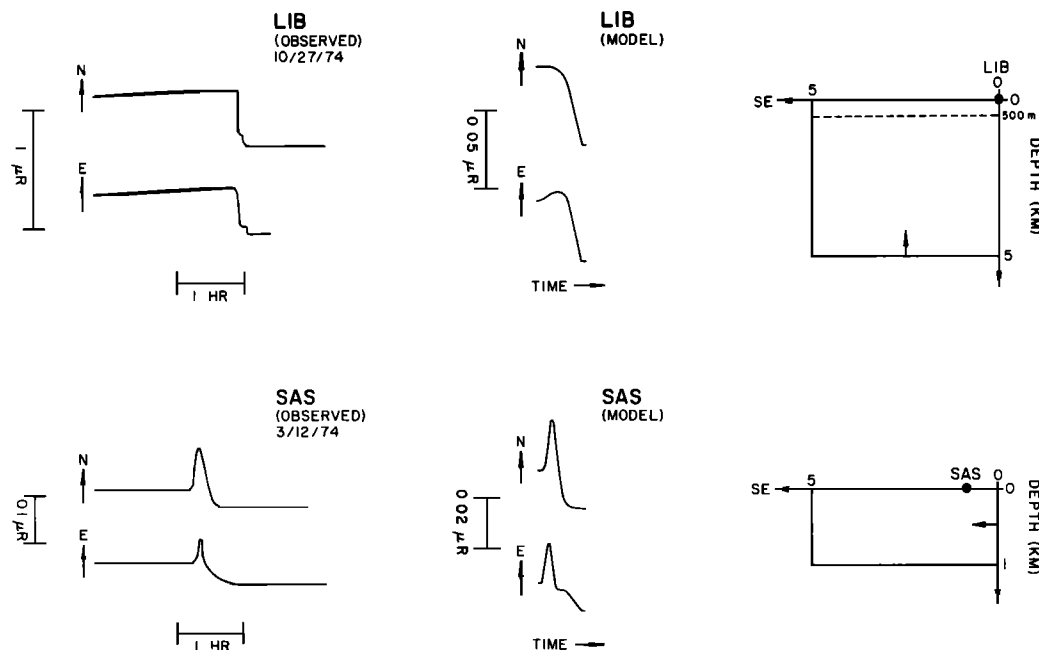 LIB
(OBSERVED)
10/27/74
N
E
1 μR
1 HR
LIB
(MODEL)
N
E
0.05 μR
TIME
LIB
0
SE
5
0
500 m
5
DEPTH (KM)
SAS
(OBSERVED)
3/12/74
N
E
0.1 μR
1 HR
SAS
(MODEL)
N
E
0.02 μR
TIME
SAS
0
SE
5
0
1
DEPTH (KM)